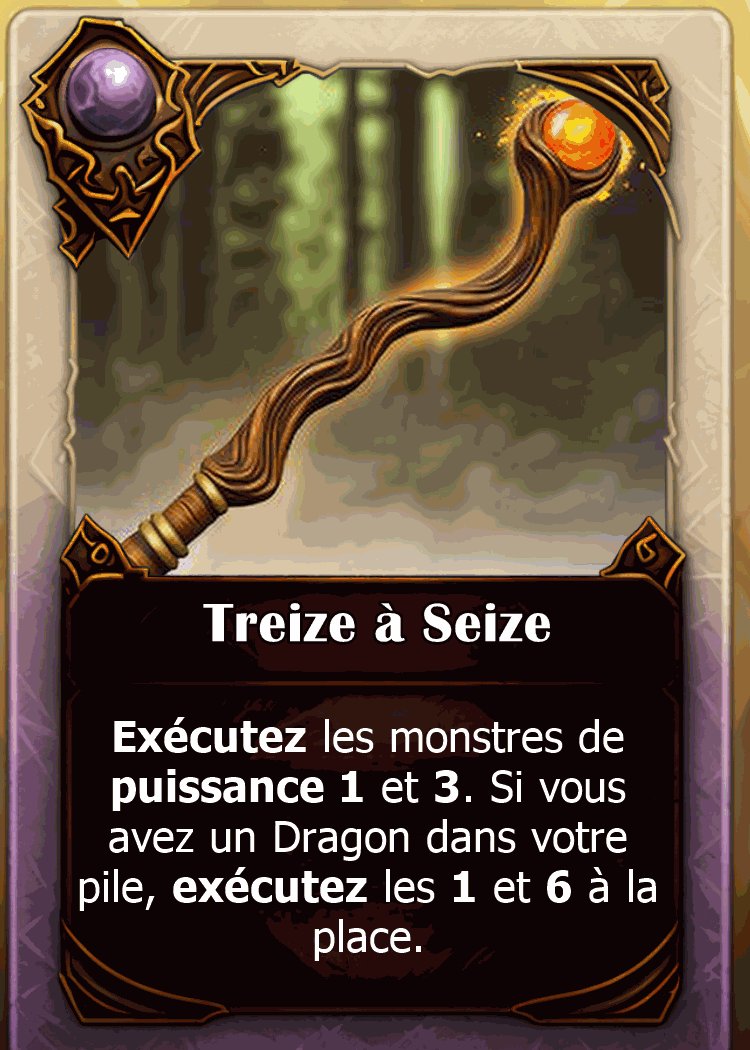 Treize à Seize
Exécutez les monstres de
puissance 1 et 3. Si vous
avez un Dragon dans votre
pile, exécutez les 1 et 6 à la
place.